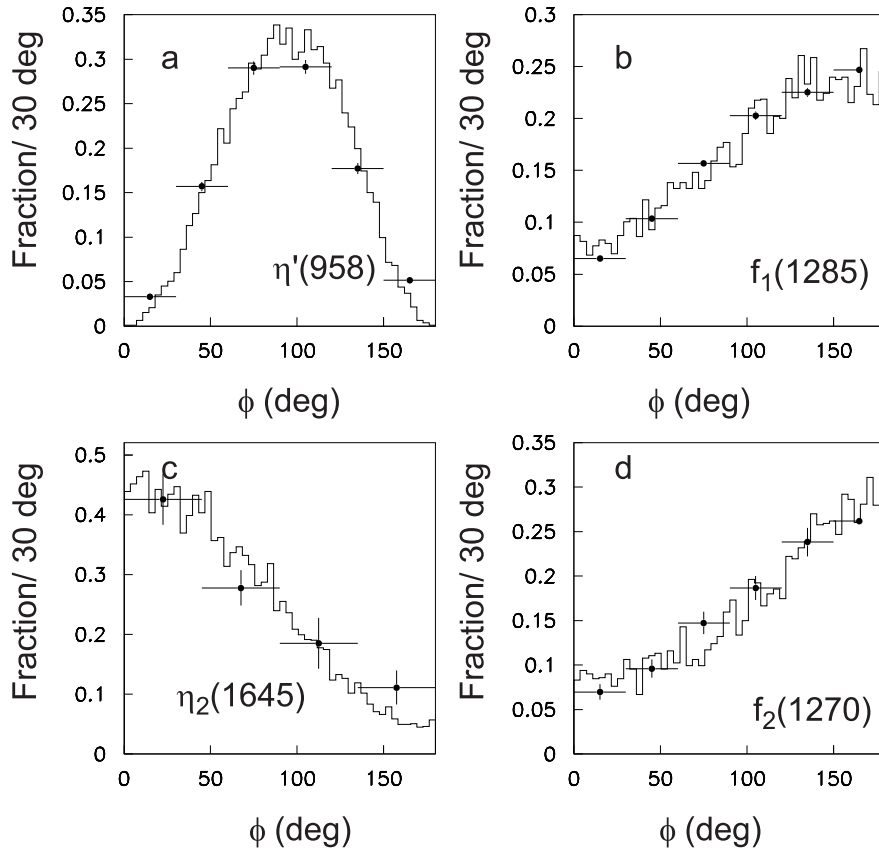 Fraction/ 30 deg
0.35
0.3
0.25
0.2
0.15
0.1
0.05
0
a
η'(958)
0 50 100 150
ϕ (deg)
Fraction/ 30 deg
0.3
0.25
0.2
0.15
0.1
0.05
0
b
f₁(1285)
0 50 100 150
ϕ (deg)
Fraction/ 30 deg
0.5
0.4
0.3
0.2
0.1
0
c
η₂(1645)
0 50 100 150
ϕ (deg)
Fraction/ 30 deg
0.35
0.3
0.25
0.2
0.15
0.1
0.05
0
d
f₂(1270)
0 50 100 150
ϕ (deg)